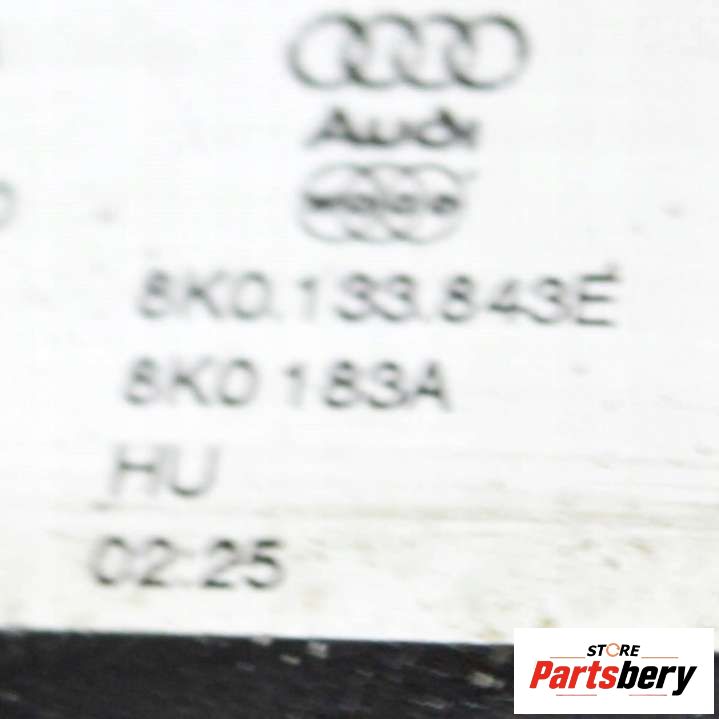 Audi
8K0.133.843E
8K0 183A
HU
02:25
STORE
Partsbery